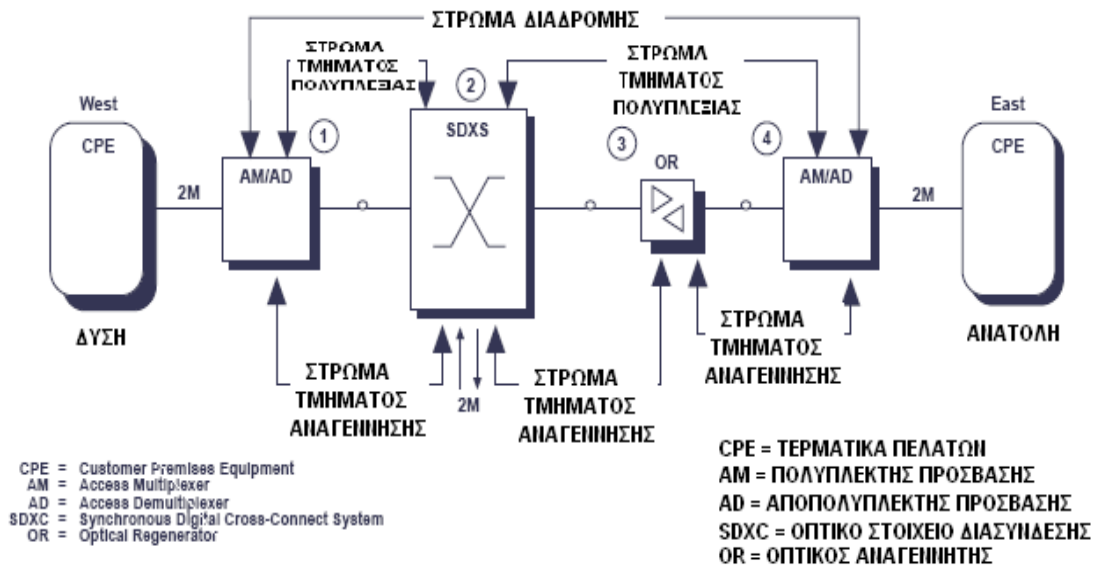 ΣΤΡΩΜΑ ΔΙΑΔΡΟΜΗΣ
ΣΤΡΩΜΑ
ΤΜΗΜΑΤΟΣ
ΠΟΛΥΠΛΕΞΙΑΣ
ΣΤΡΩΜΑ
ΤΜΗΜΑΤΟΣ
ΠΟΛΥΠΛΕΞΙΑΣ
West
CPE
2M
1
AM/AD
2
SDXS
3
OR
4
AM/AD
2M
East
CPE
ΔΥΣΗ
ΑΝΑΤΟΛΗ
ΣΤΡΩΜΑ
ΤΜΗΜΑΤΟΣ
ΑΝΑΓΕΝΝΗΣΗΣ
2M
ΣΤΡΩΜΑ
ΤΜΗΜΑΤΟΣ
ΑΝΑΓΕΝΝΗΣΗΣ
ΣΤΡΩΜΑ
ΤΜΗΜΑΤΟΣ
ΑΝΑΓΕΝΝΗΣΗΣ
CPE = Customer Premises Equipment
AM = Access Multiplexer
AD = Access Demultiplexer
SDXC = Synchronous Digital Cross-Connect System
OR = Optical Regenerator
CPE = ΤΕΡΜΑΤΙΚΑ ΠΕΛΑΤΩΝ
AM = ΠΟΛΥΠΛΕΚΤΗΣ ΠΡΟΣΒΑΣΗΣ
AD = ΑΠΟΠΟΛΥΠΛΕΚΤΗΣ ΠΡΟΣΒΑΣΗΣ
SDXC = ΟΠΤΙΚΟ ΣΤΟΙΧΕΙΟ ΔΙΑΣΥΝΔΕΣΗΣ
OR = ΟΠΤΙΚΟΣ ΑΝΑΓΕΝΝΗΤΗΣ